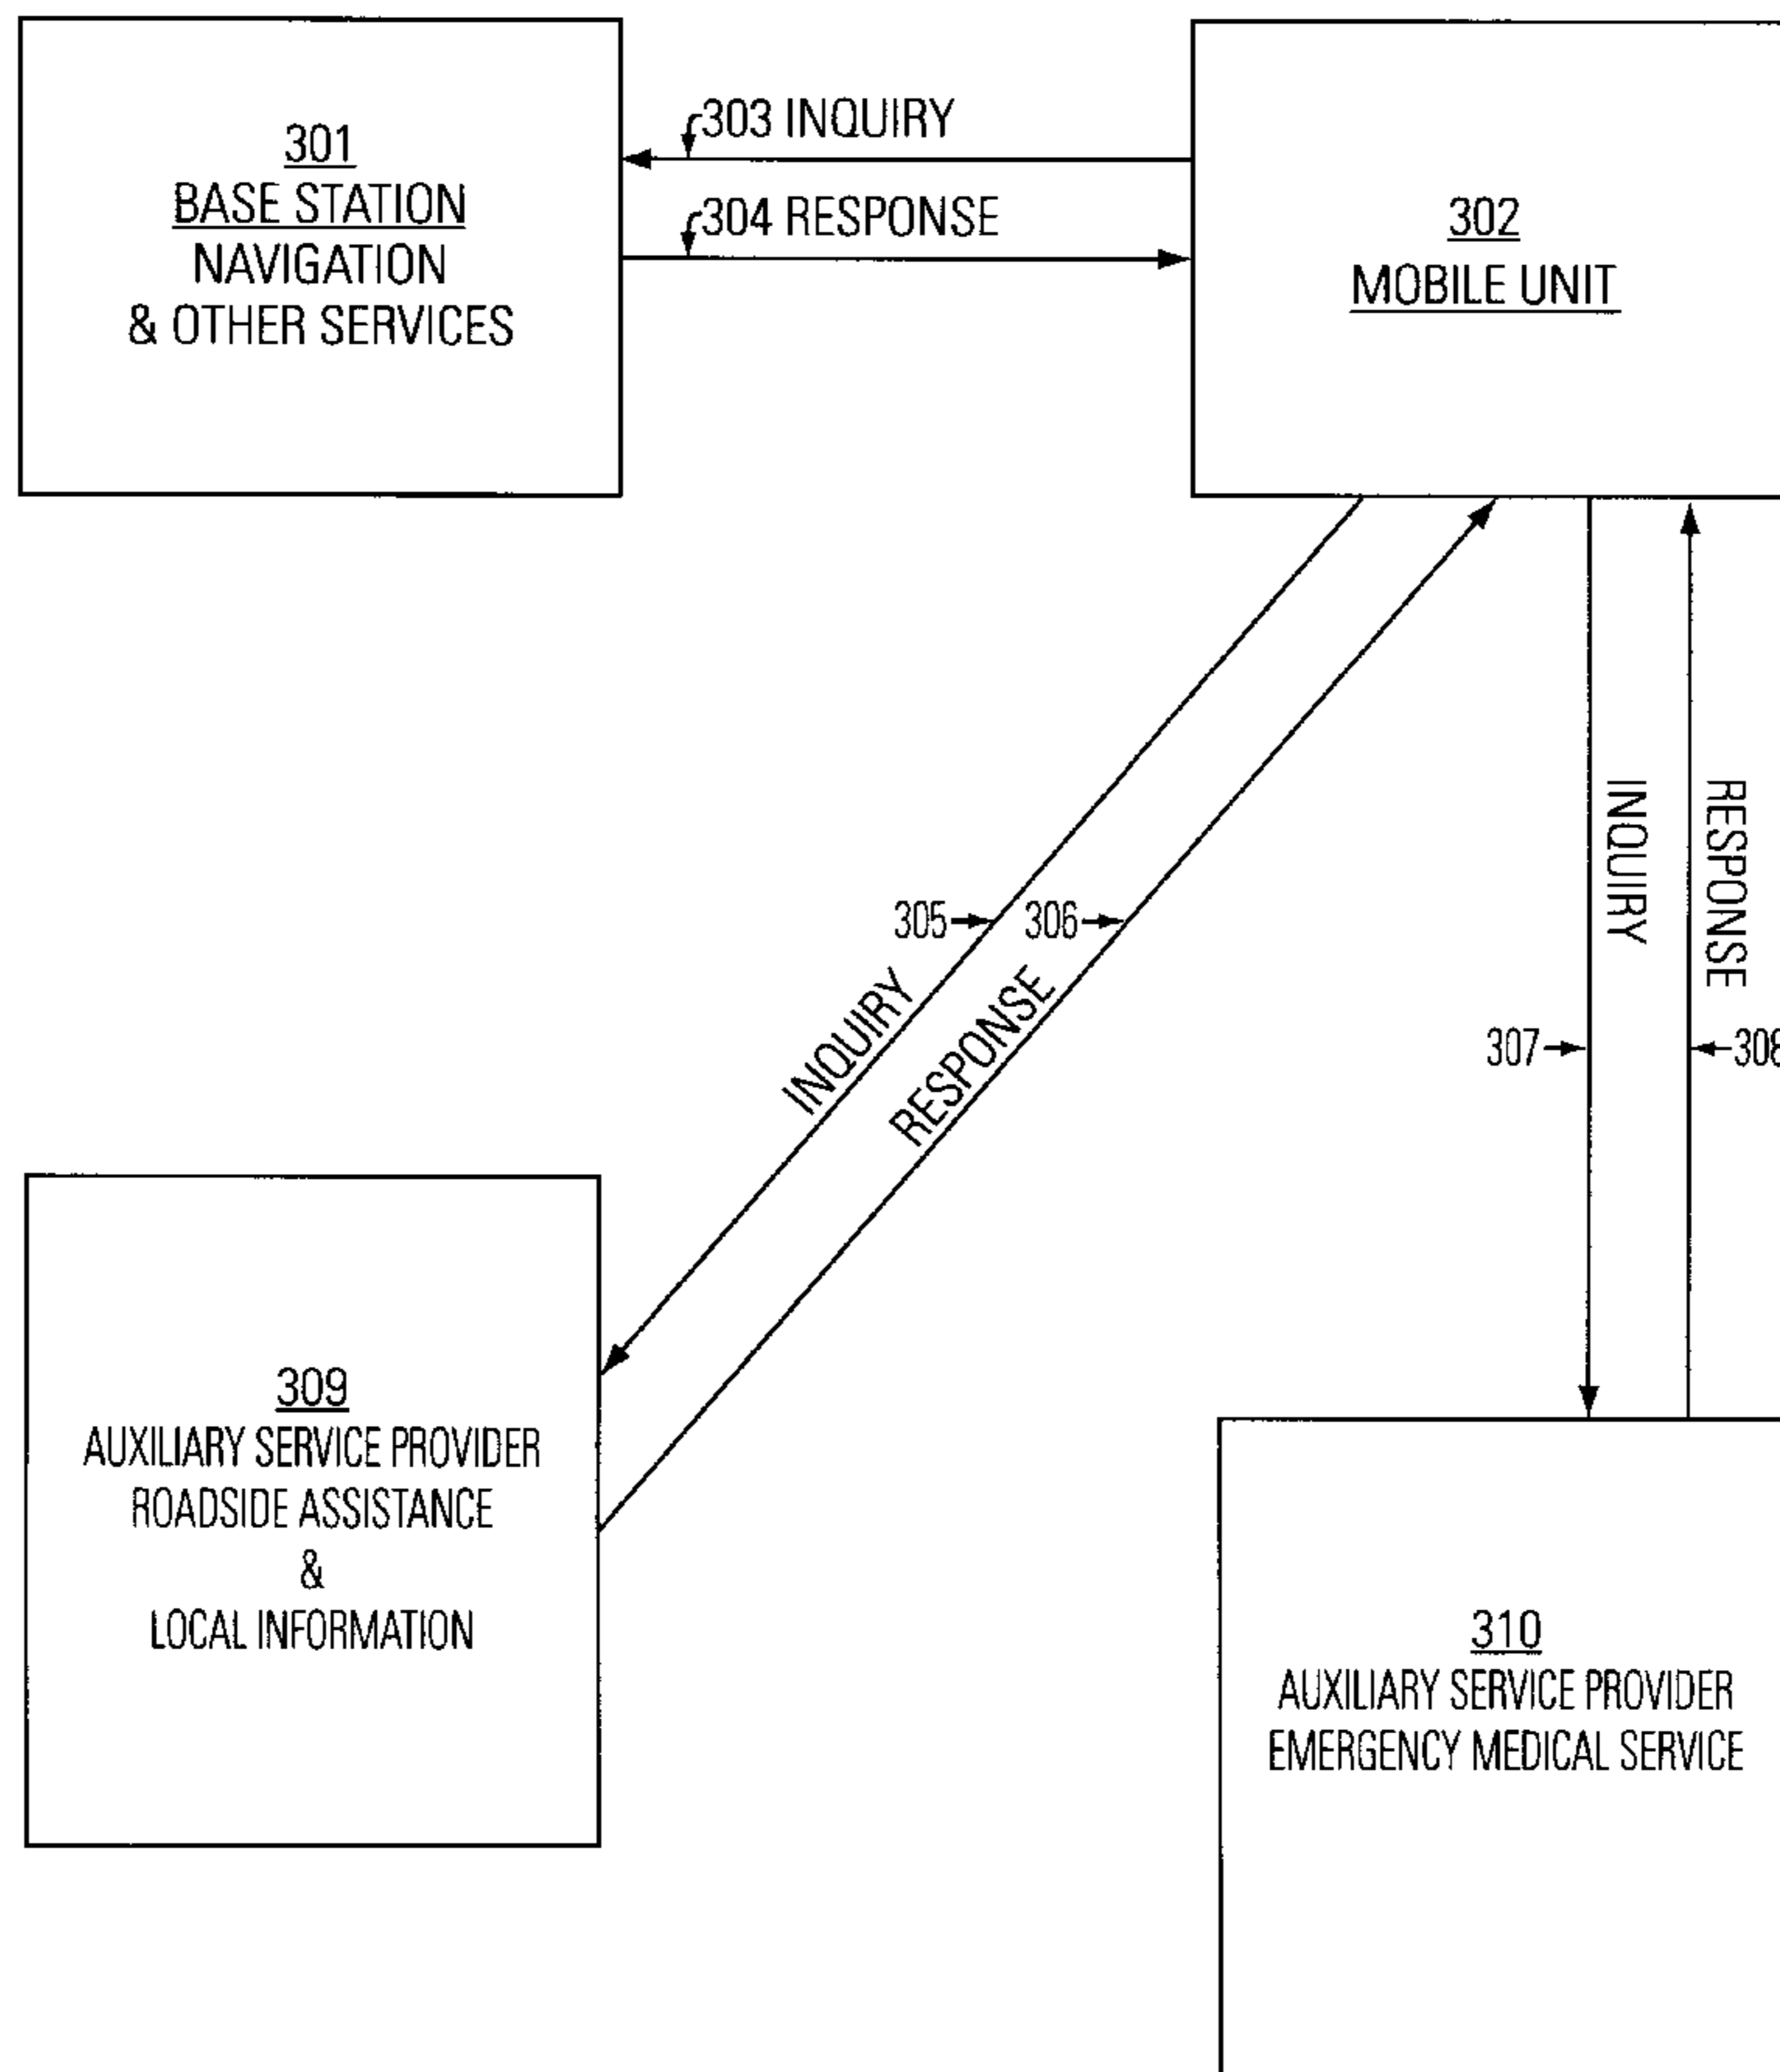 301
BASE STATION
NAVIGATION
& OTHER SERVICES
303 INQUIRY
304 RESPONSE
302
MOBILE UNIT
INQUIRY
RESPONSE
305
306
INQUIRY
RESPONSE
307
308
309
AUXILIARY SERVICE PROVIDER
ROADSIDE ASSISTANCE
&
LOCAL INFORMATION
310
AUXILIARY SERVICE PROVIDER
EMERGENCY MEDICAL SERVICE